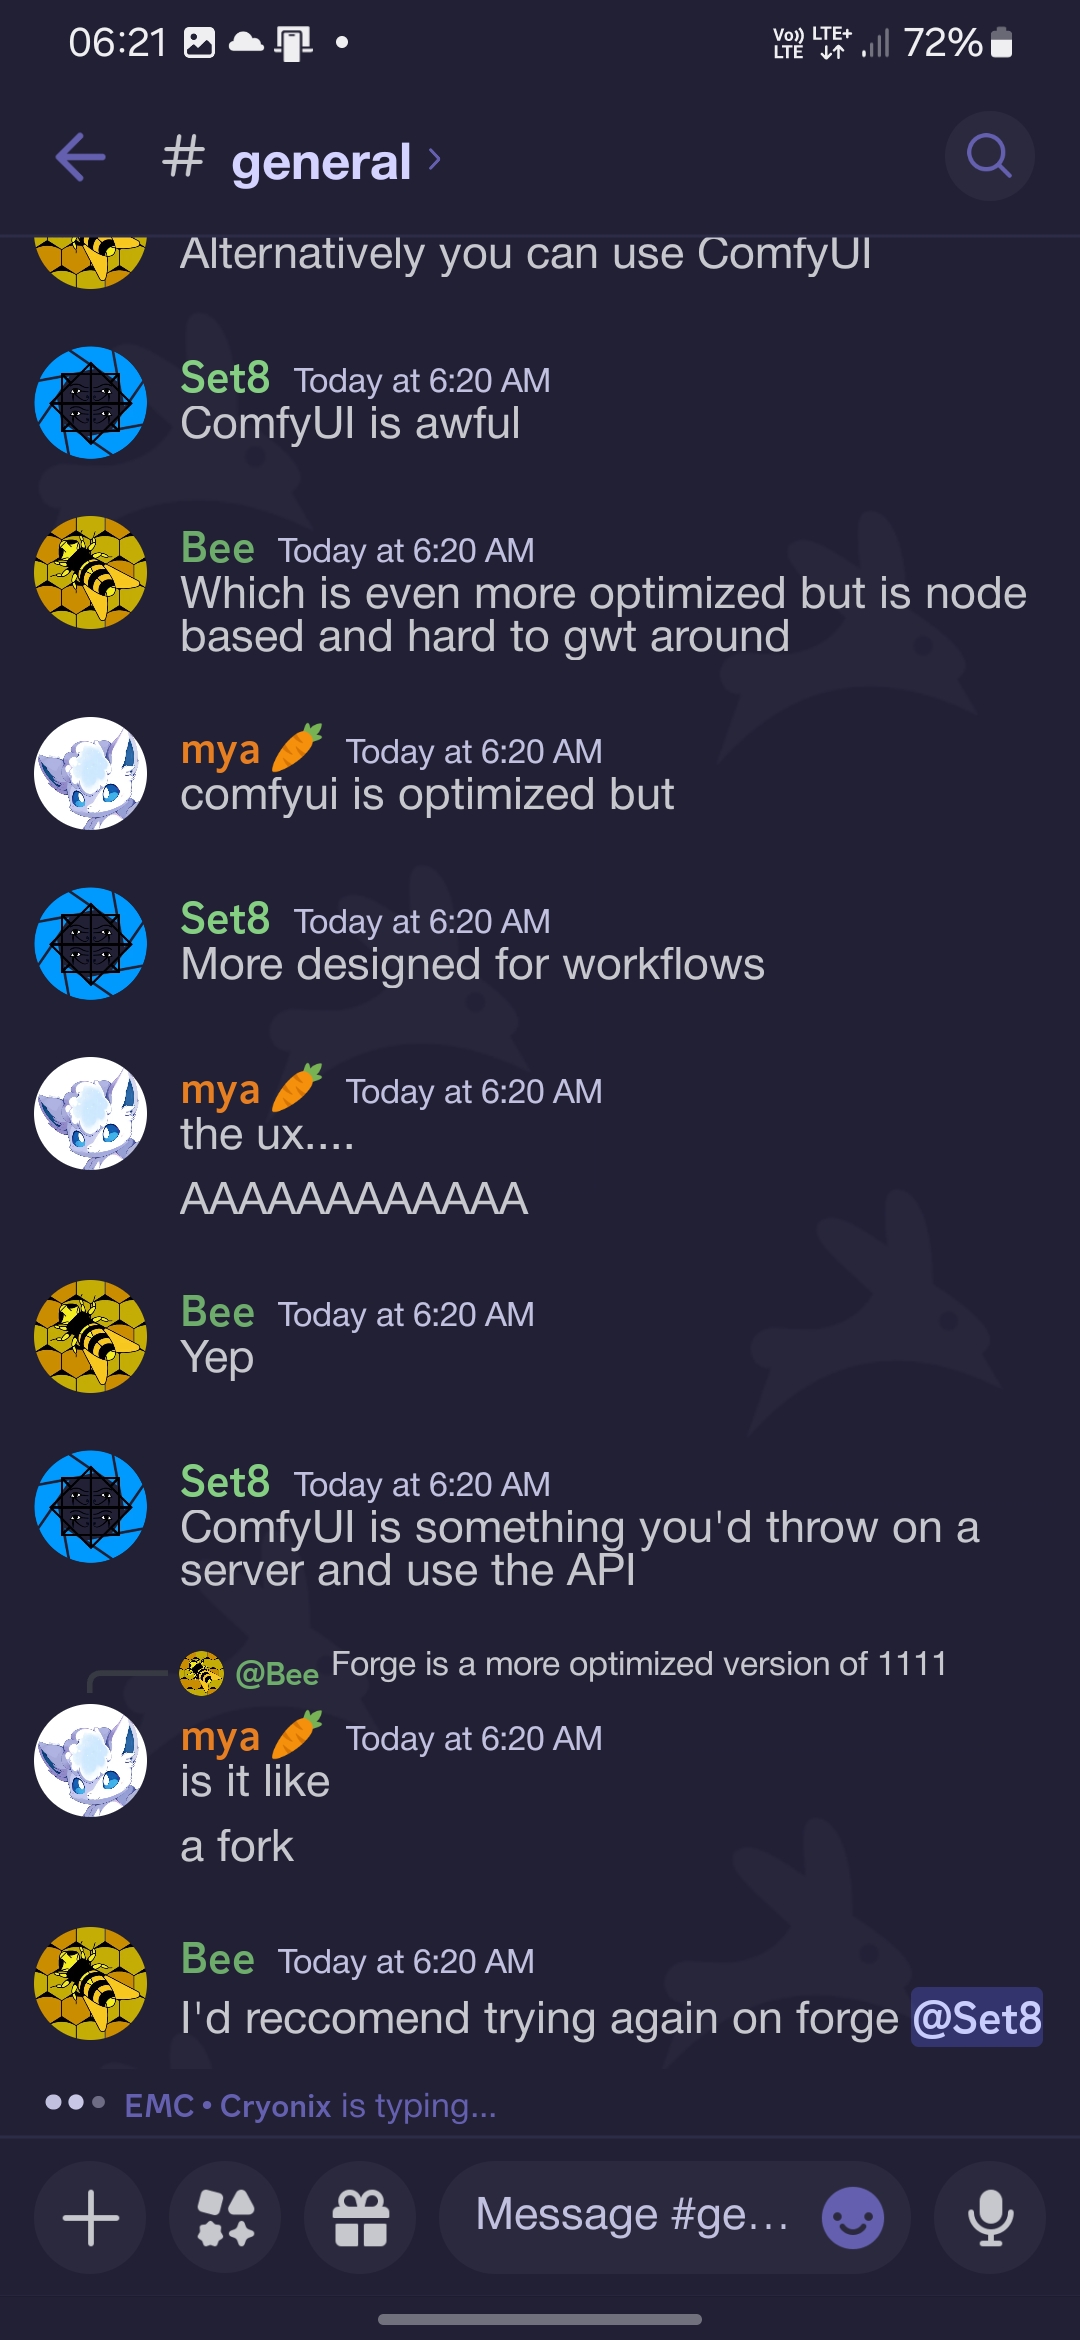 06:21
Vo)) LTE LTE+ 72%
# general
Alternatively you can use ComfyUI
Set8 Today at 6:20 AM
ComfyUI is awful
Bee Today at 6:20 AM
Which is even more optimized but is node
based and hard to gwt around
mya 🥕 Today at 6:20 AM
comfyui is optimized but
Set8 Today at 6:20 AM
More designed for workflows
mya 🥕 Today at 6:20 AM
the ux....
AAAAAAAAAAAA
Bee Today at 6:20 AM
Yep
Set8 Today at 6:20 AM
ComfyUI is something you'd throw on a
server and use the API
@Bee Forge is a more optimized version of 1111
mya 🥕 Today at 6:20 AM
is it like
a fork
Bee Today at 6:20 AM
I'd reccomend trying again on forge @Set8
EMC • Cryonix is typing...
Message #ge...